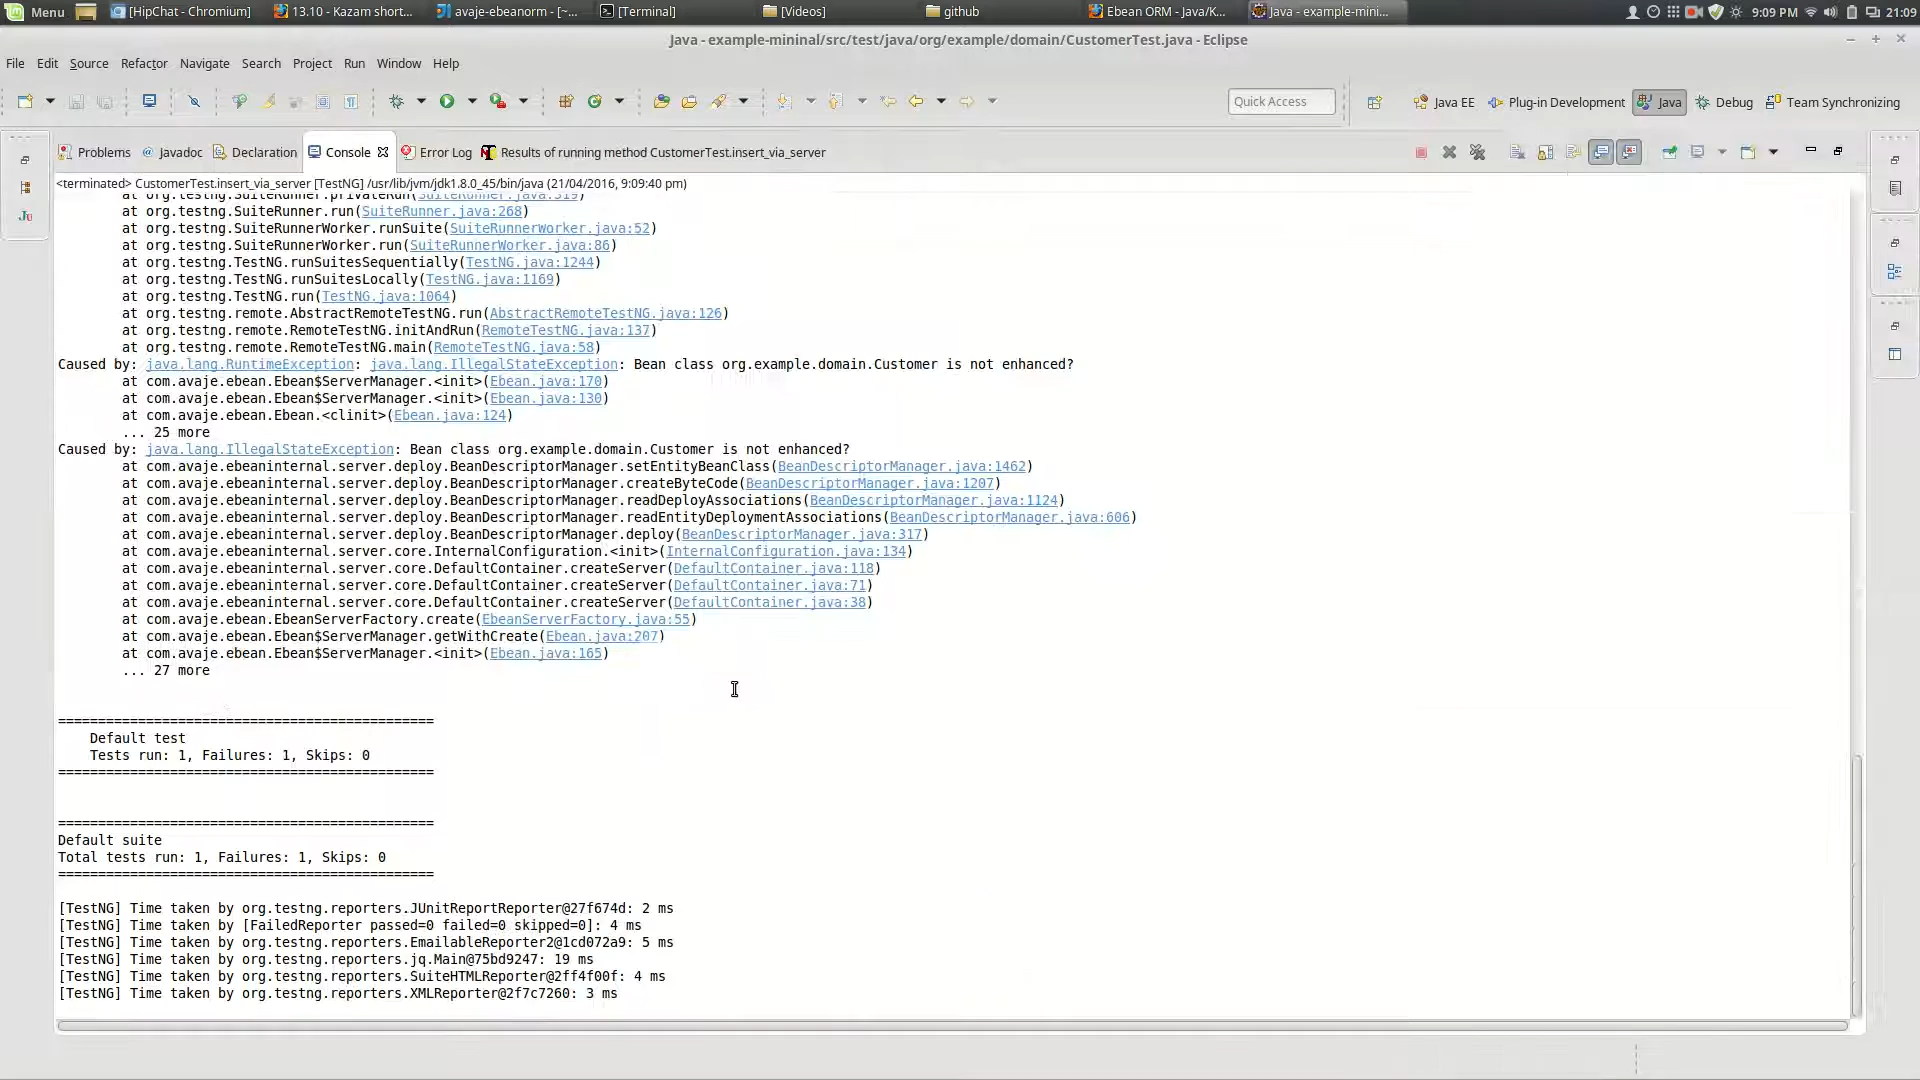 Menu [HipChat - Chromium] 13.10 - Kazam short... avaje-ebeanorm - [~... [Terminal] [Videos] github Ebean ORM - Java/K... Java - example-mini... 9:09 PM 21:09
Java - example-mininal/src/test/java/org/example/domain/CustomerTest.java - Eclipse
File Edit Source Refactor Navigate Search Project Run Window Help
Quick Access Java EE Plug-in Development Java Debug Team Synchronizing
Problems Javadoc Declaration Console Error Log Results of running method CustomerTest.insert_via_server
<terminated> CustomerTest.insert_via_server [TestNG] /usr/lib/jvm/jdk1.8.0_45/bin/java (21/04/2016, 9:09:40 pm)
at org.testng.SuiteRunner.privateRun(SuiteRunner.java:319)
at org.testng.SuiteRunner.run(SuiteRunner.java:268)
at org.testng.SuiteRunnerWorker.runSuite(SuiteRunnerWorker.java:52)
at org.testng.SuiteRunnerWorker.run(SuiteRunnerWorker.java:86)
at org.testng.TestNG.runSuitesSequentially(TestNG.java:1244)
at org.testng.TestNG.runSuitesLocally(TestNG.java:1169)
at org.testng.TestNG.run(TestNG.java:1064)
at org.testng.remote.AbstractRemoteTestNG.run(AbstractRemoteTestNG.java:126)
at org.testng.remote.RemoteTestNG.initAndRun(RemoteTestNG.java:137)
at org.testng.remote.RemoteTestNG.main(RemoteTestNG.java:58)
Caused by: java.lang.RuntimeException: java.lang.IllegalStateException: Bean class org.example.domain.Customer is not enhanced?
at com.avaje.ebean.Ebean$ServerManager.<init>(Ebean.java:170)
at com.avaje.ebean.Ebean$ServerManager.<init>(Ebean.java:130)
at com.avaje.ebean.Ebean.<clinit>(Ebean.java:124)
... 25 more
Caused by: java.lang.IllegalStateException: Bean class org.example.domain.Customer is not enhanced?
at com.avaje.ebeaninternal.server.deploy.BeanDescriptorManager.setEntityBeanClass(BeanDescriptorManager.java:1462)
at com.avaje.ebeaninternal.server.deploy.BeanDescriptorManager.createByteCode(BeanDescriptorManager.java:1207)
at com.avaje.ebeaninternal.server.deploy.BeanDescriptorManager.readDeployAssociations(BeanDescriptorManager.java:1124)
at com.avaje.ebeaninternal.server.deploy.BeanDescriptorManager.readEntityDeploymentAssociations(BeanDescriptorManager.java:606)
at com.avaje.ebeaninternal.server.deploy.BeanDescriptorManager.deploy(BeanDescriptorManager.java:317)
at com.avaje.ebeaninternal.server.core.InternalConfiguration.<init>(InternalConfiguration.java:134)
at com.avaje.ebeaninternal.server.core.DefaultContainer.createServer(DefaultContainer.java:118)
at com.avaje.ebeaninternal.server.core.DefaultContainer.createServer(DefaultContainer.java:71)
at com.avaje.ebeaninternal.server.core.DefaultContainer.createServer(DefaultContainer.java:38)
at com.avaje.ebean.EbeanServerFactory.create(EbeanServerFactory.java:55)
at com.avaje.ebean.Ebean$ServerManager.getWithCreate(Ebean.java:207)
at com.avaje.ebean.Ebean$ServerManager.<init>(Ebean.java:165)
... 27 more
===============================================
Default test
Tests run: 1, Failures: 1, Skips: 0
===============================================
===============================================
Default suite
Total tests run: 1, Failures: 1, Skips: 0
===============================================
[TestNG] Time taken by org.testng.reporters.JUnitReportReporter@27f674d: 2 ms
[TestNG] Time taken by [FailedReporter passed=0 failed=0 skipped=0]: 4 ms
[TestNG] Time taken by org.testng.reporters.EmailableReporter2@1cd072a9: 5 ms
[TestNG] Time taken by org.testng.reporters.jq.Main@75bd9247: 19 ms
[TestNG] Time taken by org.testng.reporters.SuiteHTMLReporter@2ff4f00f: 4 ms
[TestNG] Time taken by org.testng.reporters.XMLReporter@2f7c7260: 3 ms